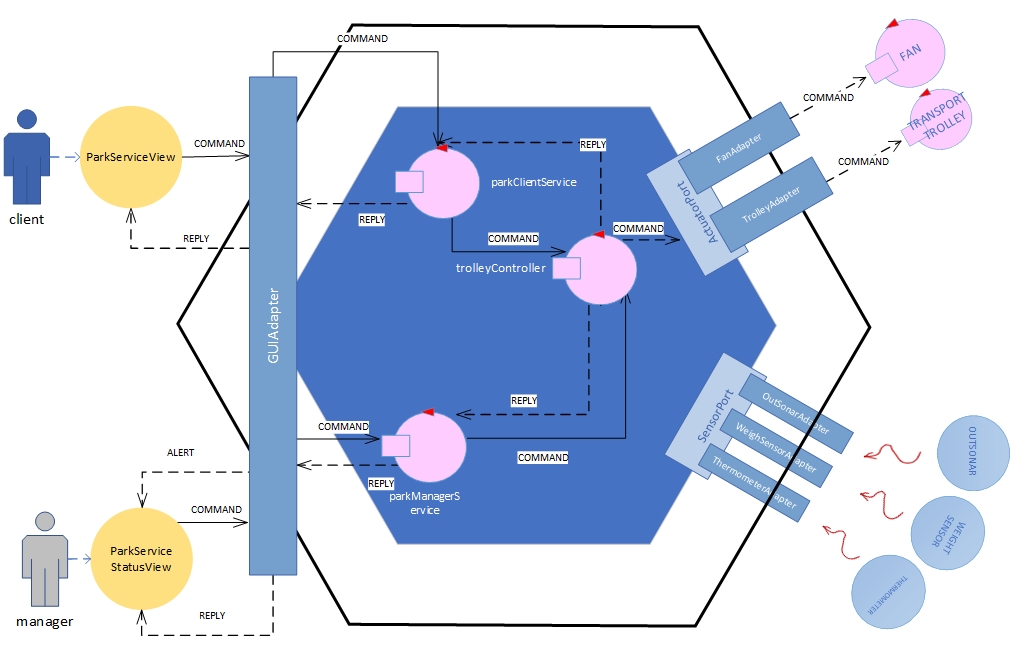 COMMAND
FAN
COMMAND
TRANSPORT
TROLLEY
COMMAND
FanAdapter
TrolleyAdapter
ActuatorPort
client
ParkServiceView
COMMAND
REPLY
REPLY
parkClientService
REPLY
COMMAND
COMMAND
trolleyController
GUIAdapter
REPLY
COMMAND
COMMAND
REPLY
parkManagerS
ervice
SensorPort
OutSonarAdapter
WeighSensorAdapter
ThermometerAdapter
OUTSONAR
WEIGHT
SENSOR
THERMOMETER
ALERT
COMMAND
ParkService
StatusView
manager
REPLY